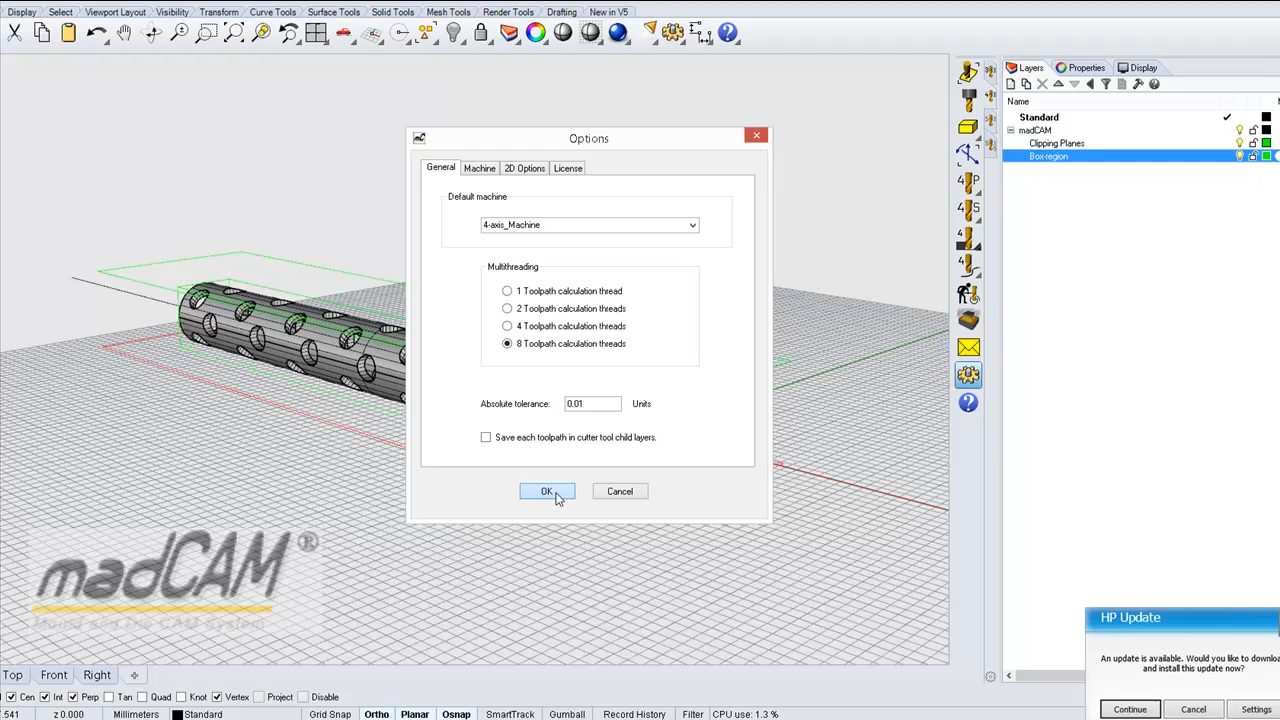 Display Select Viewport Layout Visibility Transform Curve Tools Surface Tools Solid Tools Mesh Tools Render Tools Drafting New in V5
Layers Properties Display
Name
Standard
madCAM
Clipping Planes
Box-region
Options
General Machine 2D Options License
Default machine
4-axis_Machine
Multithreading
1 Toolpath calculation thread
2 Toolpath calculation threads
4 Toolpath calculation threads
8 Toolpath calculation threads
Absolute tolerance: 0.01 Units
Save each toolpath in cutter tool child layers.
OK Cancel
madCAM ®
HP Update
An update is available. Would you like to downloa
and install this update now?
Continue Cancel Settings
Top Front Right
Cen Int Perp Tan Quad Knot Vertex Project Disable
7.541 z 0.000 Millimeters Standard Grid Snap Ortho Planar Osnap SmartTrack Gumball Record History Filter CPU use: 1.3 %